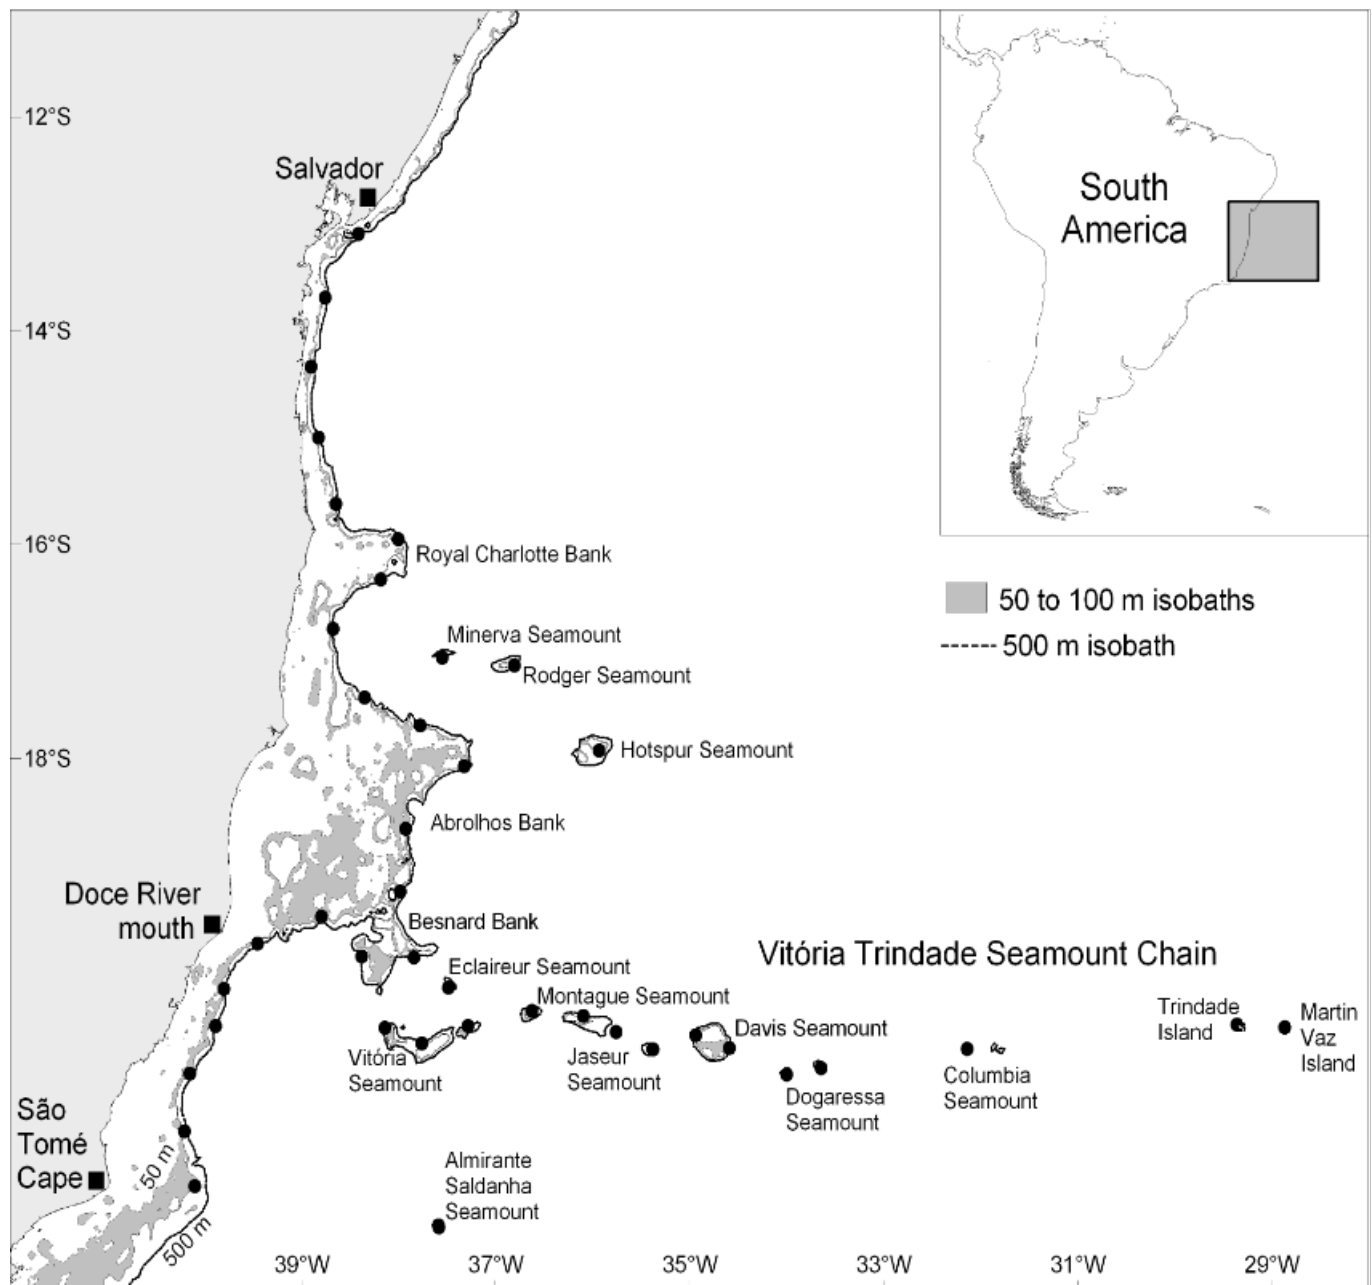 12°S
Salvador
South
America
14°S
16°S
Royal Charlotte Bank
50 to 100 m isobaths
Minerva Seamount
500 m isobath
Rodger Seamount
18°S
Hotspur Seamount
Abrolhos Bank
Doce River
mouth
Besnard Bank
Vitória Trindade Seamount Chain
Eclaireur Seamount
Montague Seamount
Trindade
Island
Martin
Vaz
Island
Davis Seamount
Vitória
Seamount
Jaseur
Seamount
Columbia
Seamount
Dogaressa
Seamount
São
Tomé
Cape
50 m
Almirante
Saldanha
Seamount
500 m
39°W
37°W
35°W
33°W
31°W
29°W